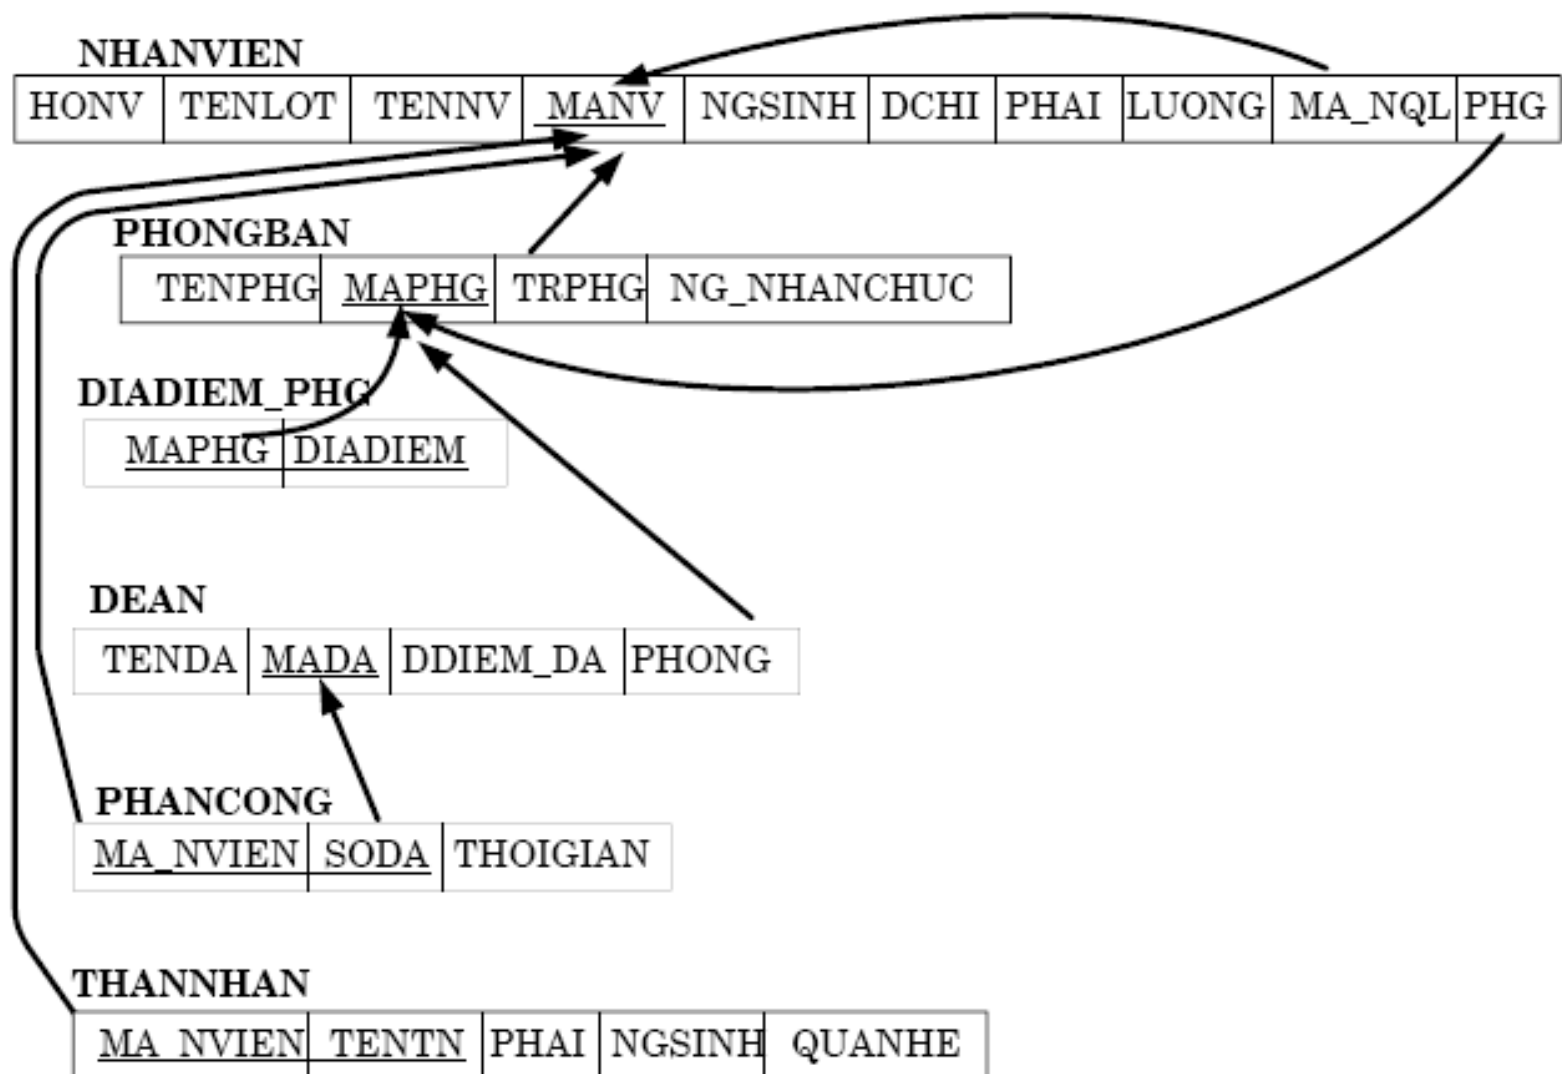 NHANVIEN
HONV TENLOT TENNV MANV NGSINH DCHI PHAI LUONG MA_NQL PHG
PHONGBAN
TENPHG MAPHG TRPHG NG_NHANCHUC
DIADIEM_PHG
MAPHG DIADIEM
DEAN
TENDA MADA DDIEM_DA PHONG
PHANCONG
MA_NVIEN SODA THOIGIAN
THANNHAN
MA_NVIEN TENTN PHAI NGSINH QUANHE